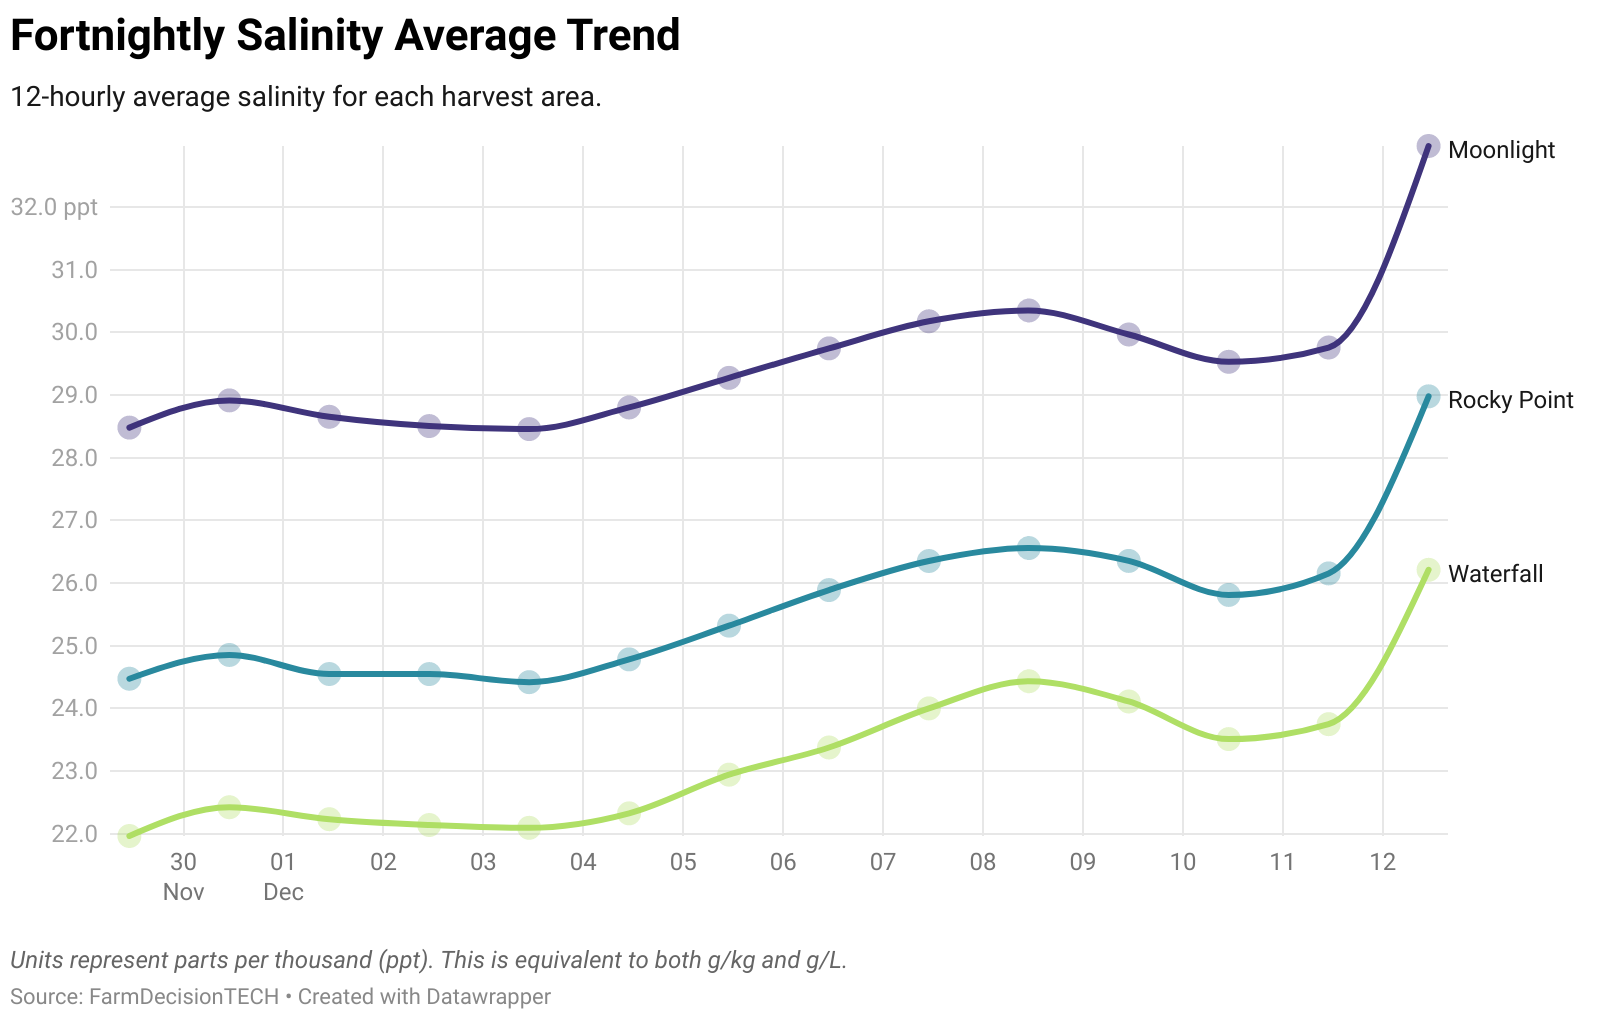 Fortnightly Salinity Average Trend
12-hourly average salinity for each harvest area.
Moonlight
32.0 ppt
31.0
30.0
29.0
Rocky Point
28.0
27.0
26.0
Waterfall
25.0
24.0
23.0
22.0
30 01 02 03 04 05 06 07 08 09 10 11 12
Nov Dec
Units represent parts per thousand (ppt). This is equivalent to both g/kg and g/L.
Source: FarmDecisionTECH • Created with Datawrapper